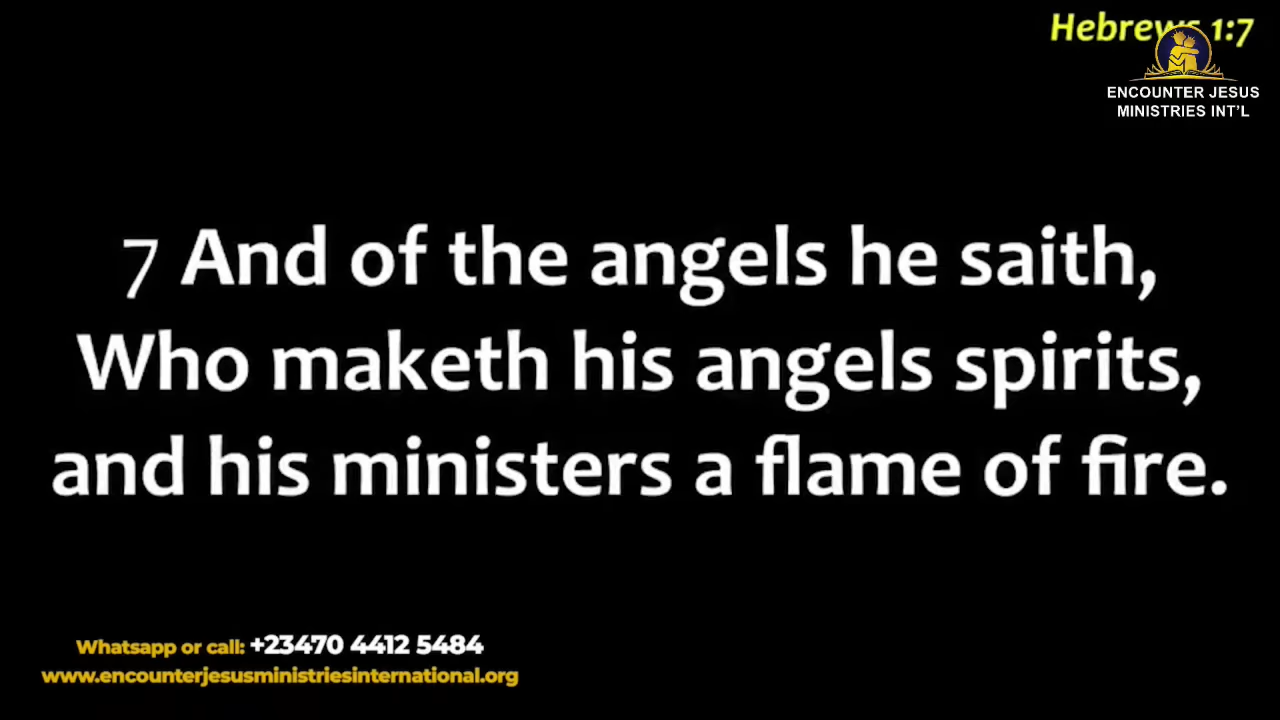 Hebrews 1:7
ENCOUNTER JESUS
MINISTRIES INT'L
7 And of the angels he saith,
Who maketh his angels spirits,
and his ministers a flame of fire.
Whatsapp or call: +23470 4412 5484
www.encounterjesusministriesinternational.org